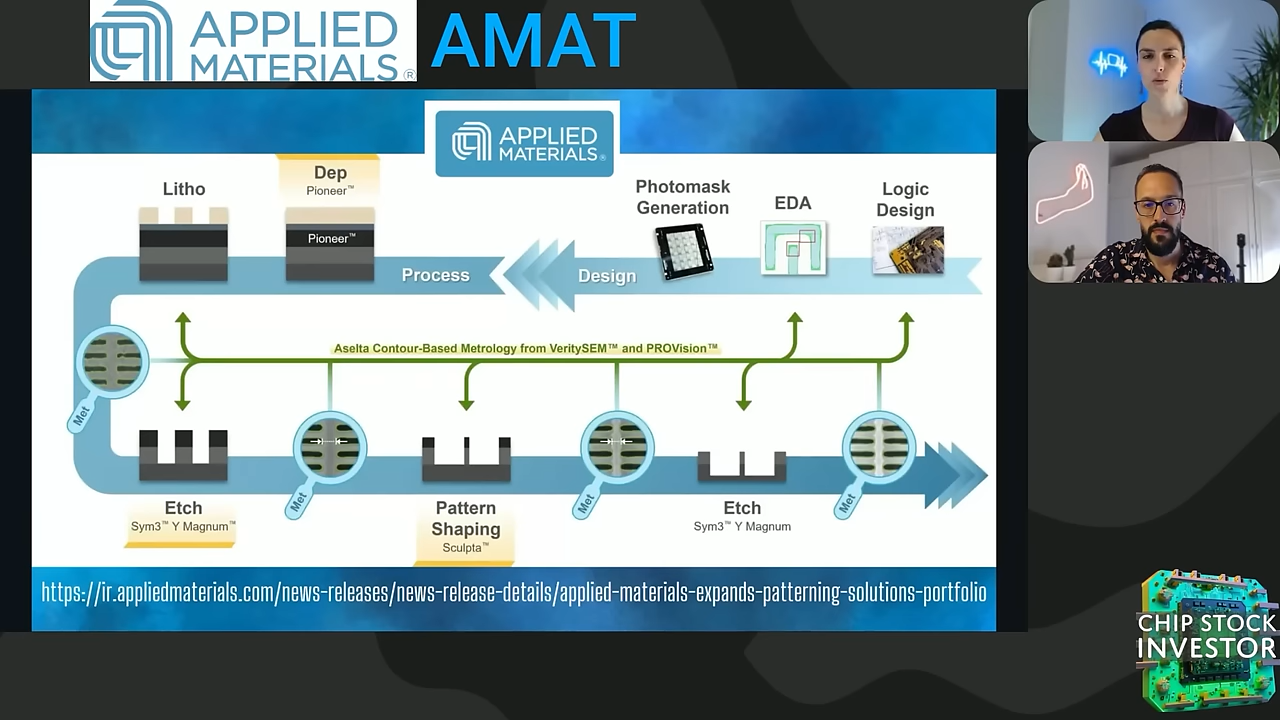 APPLIED
MATERIALS®
AMAT
APPLIED
MATERIALS®
Litho
Dep
Pioneer™
Pioneer™
Process
Design
Photomask
Generation
EDA
Logic
Design
Aselta Contour-Based Metrology from VeritySEM™ and PROVision™
Met
Etch
Sym3™ Y Magnum™
Met
Pattern
Shaping
Sculpta™
Met
Etch
Sym3™ Y Magnum
Met
https://ir.appliedmaterials.com/news-releases/news-release-details/applied-materials-expands-patterning-solutions-portfolio
CHIP STOCK
INVESTOR